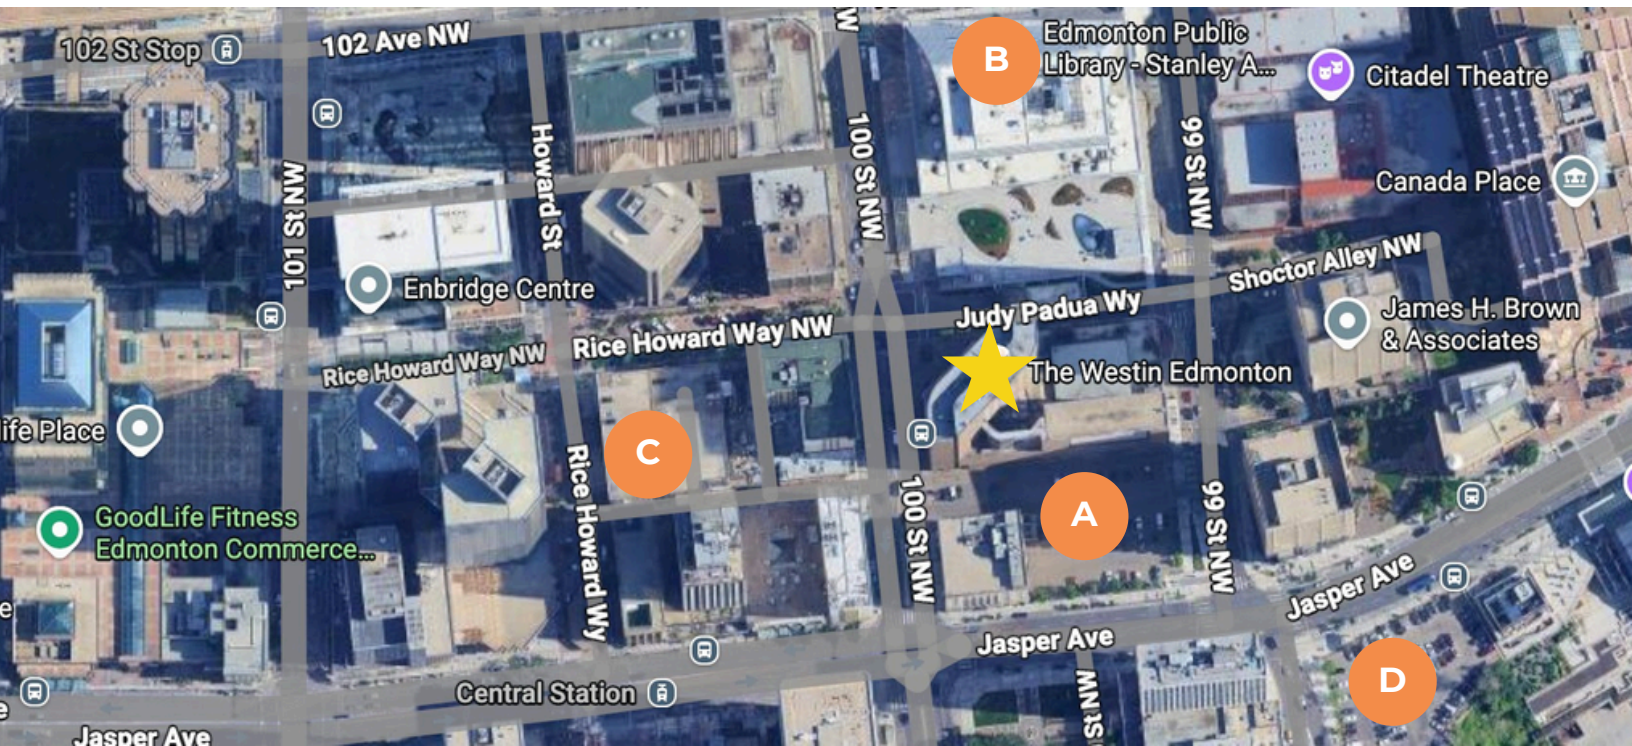 102 St Stop
102 Ave NW
W
B
Edmonton Public
Library - Stanley A...
Citadel Theatre
Howard St
100 St NW
99 St NW
101 St NW
Canada Place
Enbridge Centre
Shoctor Alley NW
Judy Padua Wy
James H. Brown
& Associates
Rice Howard Way NW
Rice Howard Way NW
The Westin Edmonton
ife Place
C
Rice Howard Wy
100 St NW
99 St NW
A
GoodLife Fitness
Edmonton Commerce...
e
Jasper Ave
Jasper Ave
Central Station
St NW
D
e
Jasper Ave